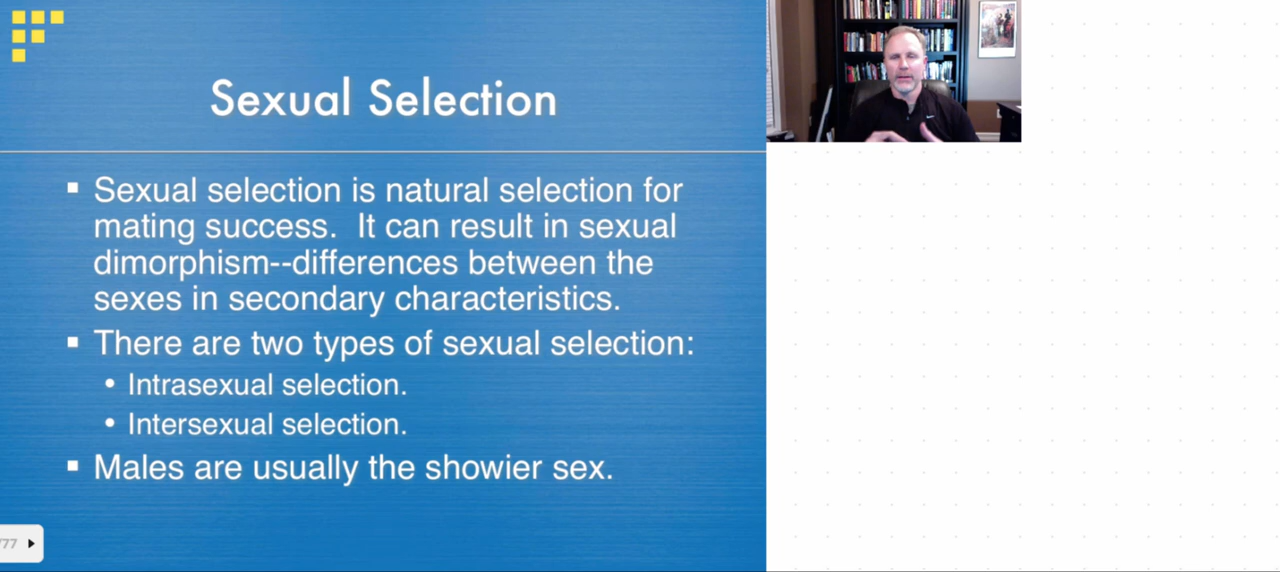 Sexual Selection
▪ Sexual selection is natural selection for
mating success.  It can result in sexual
dimorphism--differences between the
sexes in secondary characteristics.
▪ There are two types of sexual selection:
• Intrasexual selection.
• Intersexual selection.
▪ Males are usually the showier sex.
/77